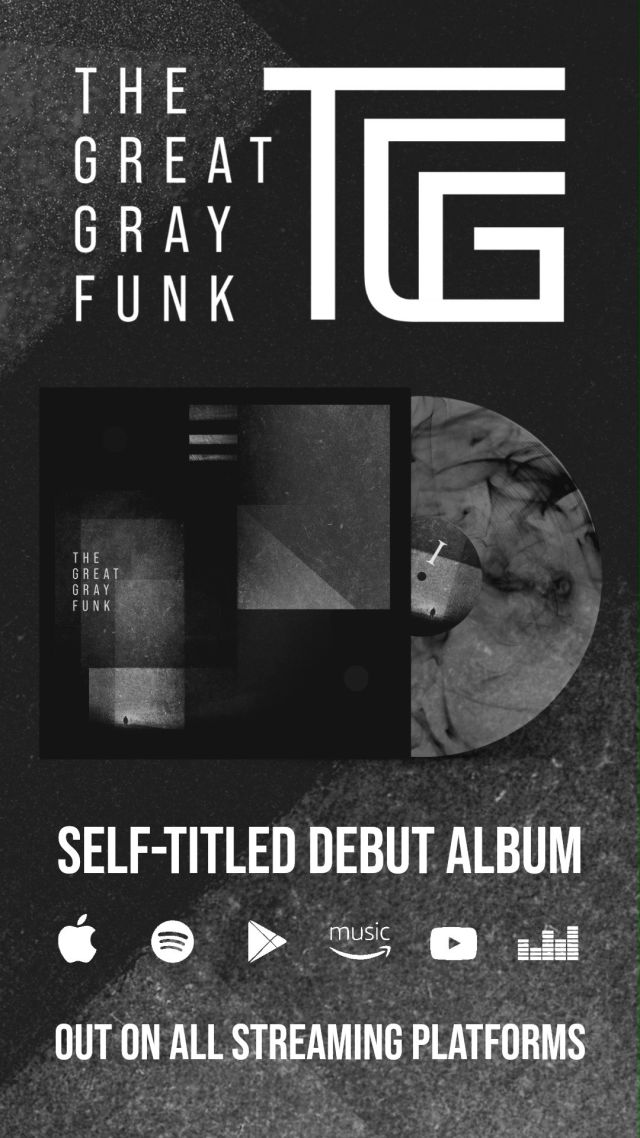 THE
GREAT
GRAY
FUNK
TGG
THE
GREAT
GRAY
FUNK
I
SELF-TITLED DEBUT ALBUM
music
OUT ON ALL STREAMING PLATFORMS